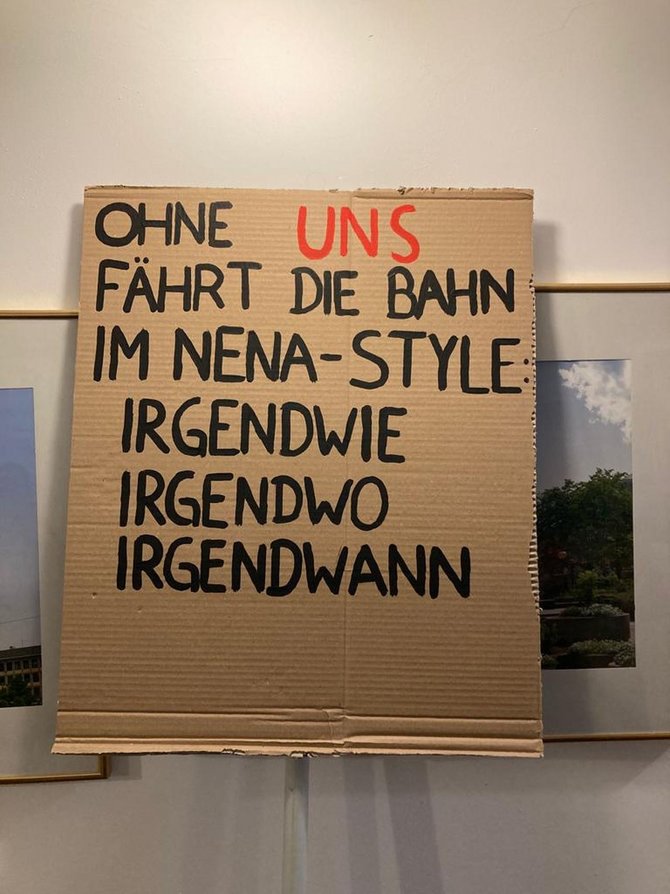 OHNE UNS
FÄHRT DIE BAHN
IM NENA-STYLE:
IRGENDWIE
IRGENDWO
IRGENDWANN